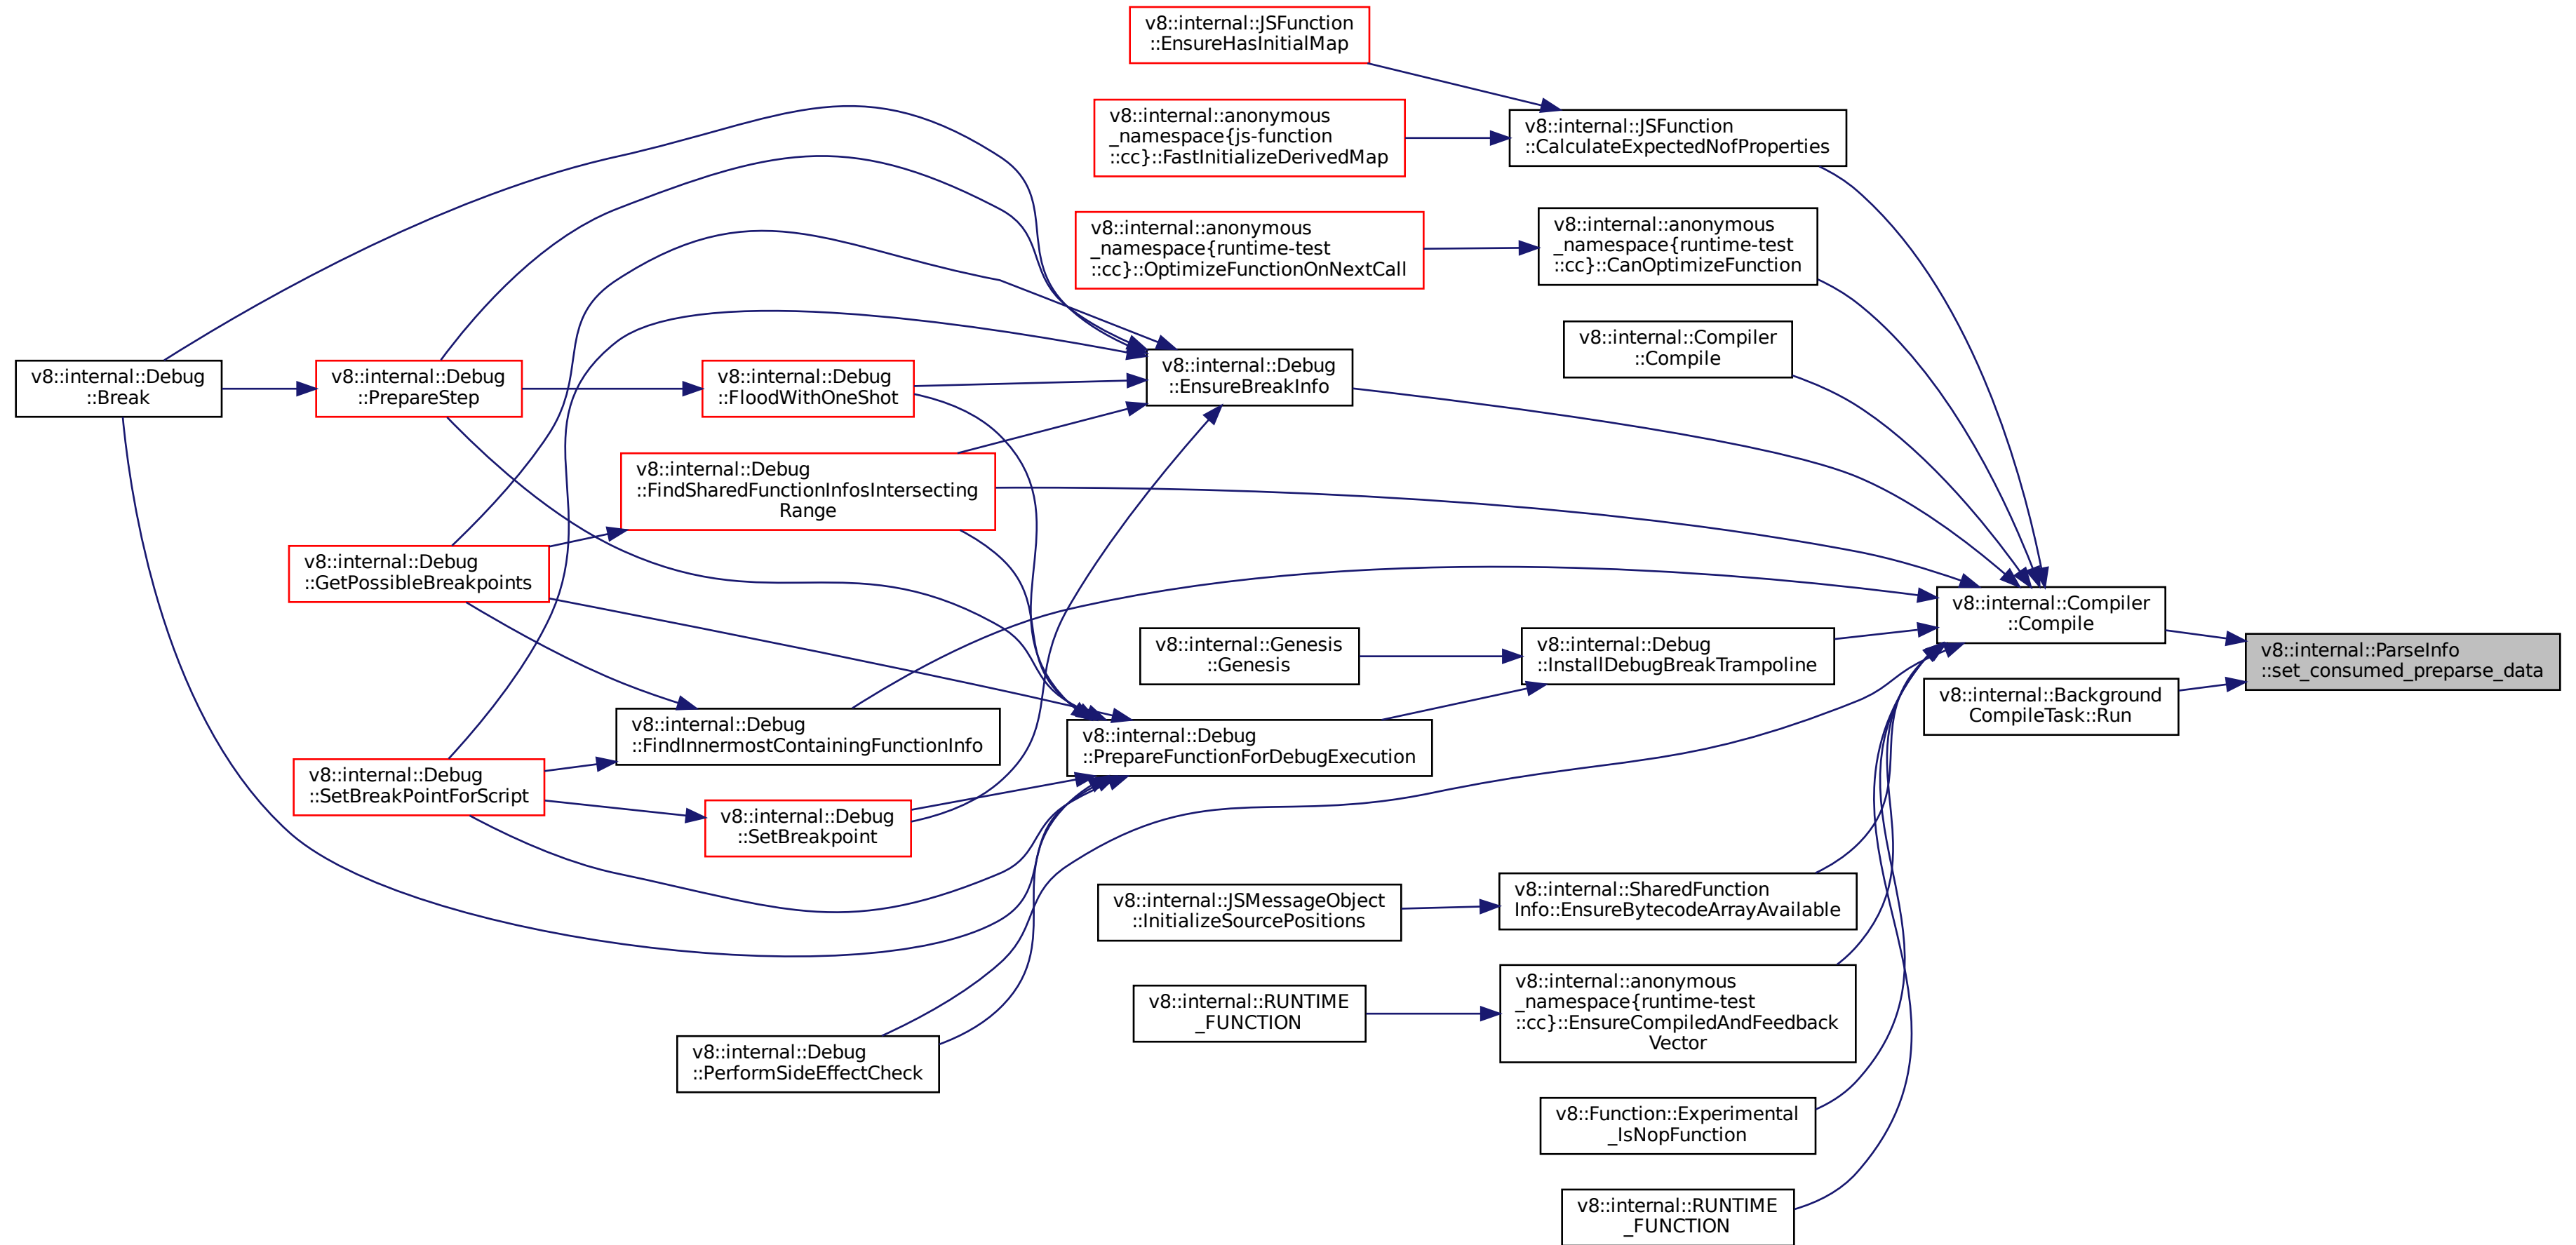 v8::internal::JSFunction
::EnsureHasInitialMap
v8::internal::anonymous
_namespace{js-function
::cc}::FastInitializeDerivedMap
v8::internal::JSFunction
::CalculateExpectedNofProperties
v8::internal::anonymous
_namespace{runtime-test
::cc}::OptimizeFunctionOnNextCall
v8::internal::anonymous
_namespace{runtime-test
::cc}::CanOptimizeFunction
v8::internal::Compiler
::Compile
v8::internal::Debug
::Break
v8::internal::Debug
::PrepareStep
v8::internal::Debug
::FloodWithOneShot
v8::internal::Debug
::EnsureBreakInfo
v8::internal::Debug
::FindSharedFunctionInfosIntersecting
Range
v8::internal::Debug
::GetPossibleBreakpoints
v8::internal::Compiler
::Compile
v8::internal::Genesis
::Genesis
v8::internal::Debug
::InstallDebugBreakTrampoline
v8::internal::ParseInfo
::set_consumed_preparse_data
v8::internal::Background
CompileTask::Run
v8::internal::Debug
::FindInnermostContainingFunctionInfo
v8::internal::Debug
::PrepareFunctionForDebugExecution
v8::internal::Debug
::SetBreakPointForScript
v8::internal::Debug
::SetBreakpoint
v8::internal::JSMessageObject
::InitializeSourcePositions
v8::internal::SharedFunction
Info::EnsureBytecodeArrayAvailable
v8::internal::RUNTIME
_FUNCTION
v8::internal::anonymous
_namespace{runtime-test
::cc}::EnsureCompiledAndFeedback
Vector
v8::internal::Debug
::PerformSideEffectCheck
v8::Function::Experimental
_IsNopFunction
v8::internal::RUNTIME
_FUNCTION